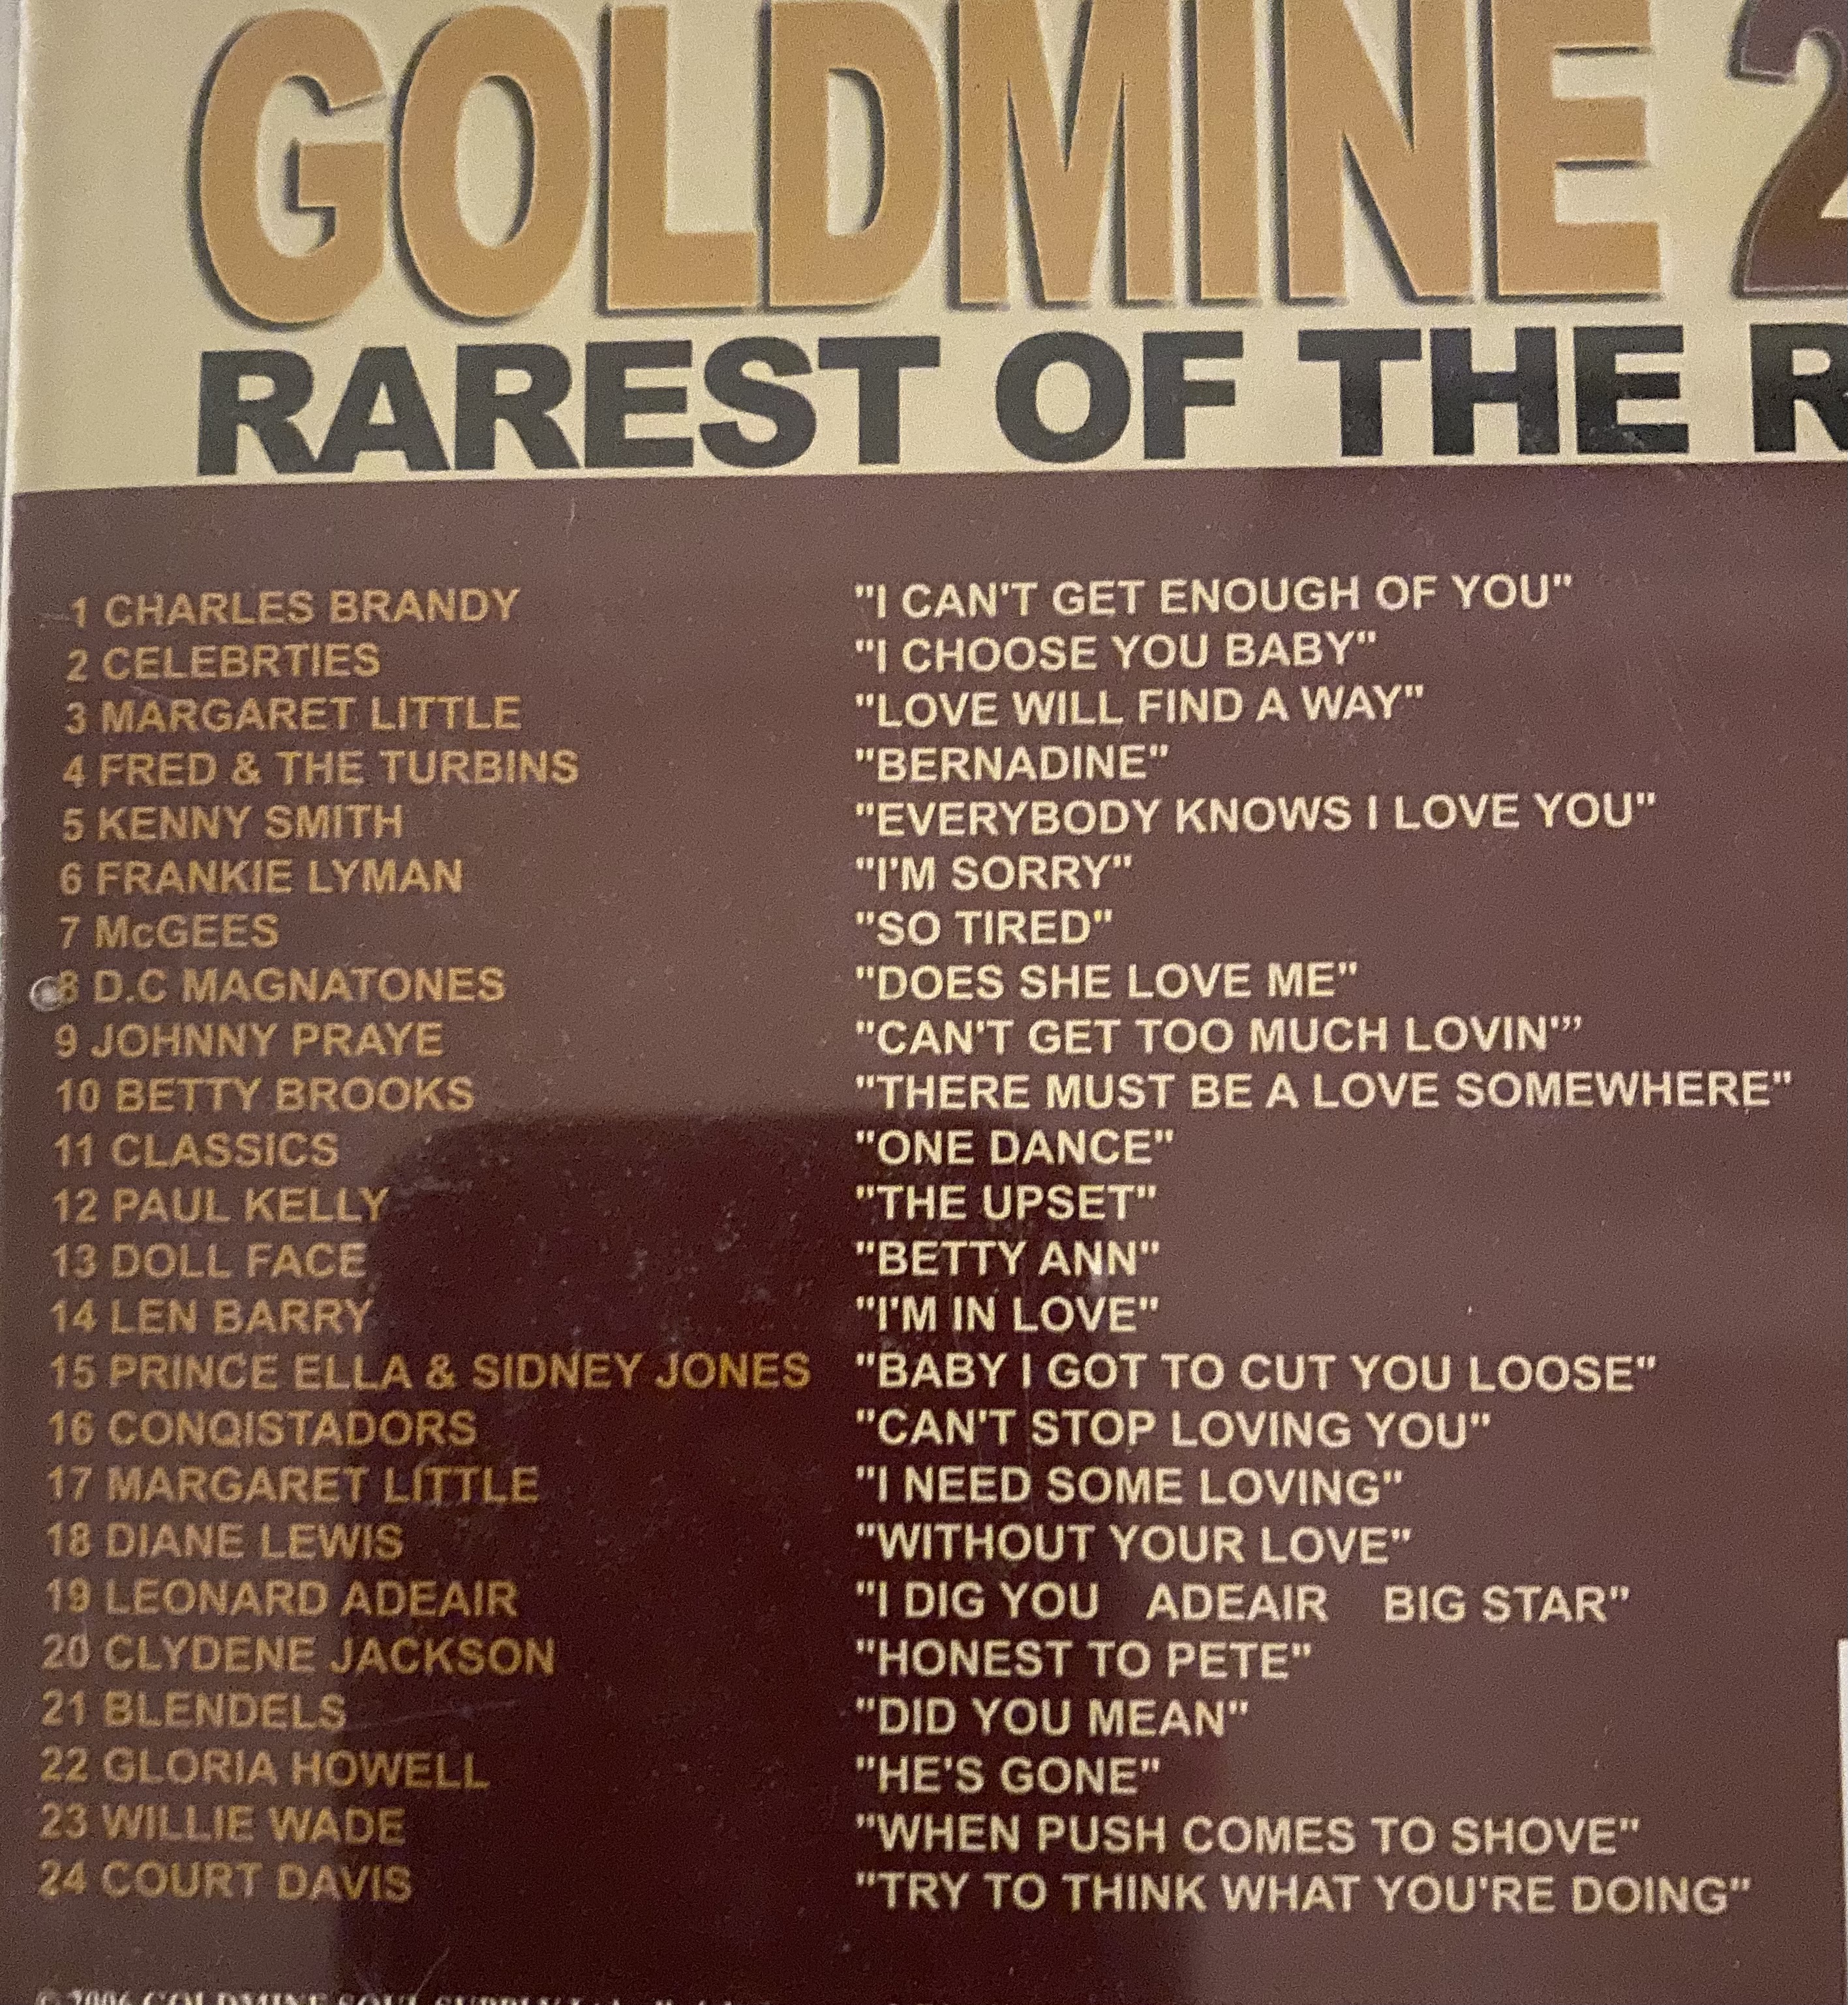 GOLDMINE 2
RAREST OF THE R
1 CHARLES BRANDY "I CAN'T GET ENOUGH OF YOU"
2 CELEBRTIES "I CHOOSE YOU BABY"
3 MARGARET LITTLE "LOVE WILL FIND A WAY"
4 FRED & THE TURBINS "BERNADINE"
5 KENNY SMITH "EVERYBODY KNOWS I LOVE YOU"
6 FRANKIE LYMAN "I'M SORRY"
7 McGEES "SO TIRED"
8 D.C MAGNATONES "DOES SHE LOVE ME"
9 JOHNNY PRAYE "CAN'T GET TOO MUCH LOVIN'”
10 BETTY BROOKS "THERE MUST BE A LOVE SOMEWHERE"
11 CLASSICS "ONE DANCE"
12 PAUL KELLY "THE UPSET"
13 DOLL FACE "BETTY ANN"
14 LEN BARRY "I'M IN LOVE"
15 PRINCE ELLA & SIDNEY JONES "BABY I GOT TO CUT YOU LOOSE"
16 CONQISTADORS "CAN'T STOP LOVING YOU"
17 MARGARET LITTLE "I NEED SOME LOVING"
18 DIANE LEWIS "WITHOUT YOUR LOVE"
19 LEONARD ADEAIR "I DIG YOU ADEAIR BIG STAR"
20 CLYDENE JACKSON "HONEST TO PETE"
21 BLENDELS "DID YOU MEAN"
22 GLORIA HOWELL "HE'S GONE"
23 WILLIE WADE "WHEN PUSH COMES TO SHOVE"
24 COURT DAVIS "TRY TO THINK WHAT YOU'RE DOING"
© 2006 GOLDMINE SOUL SUPPLY